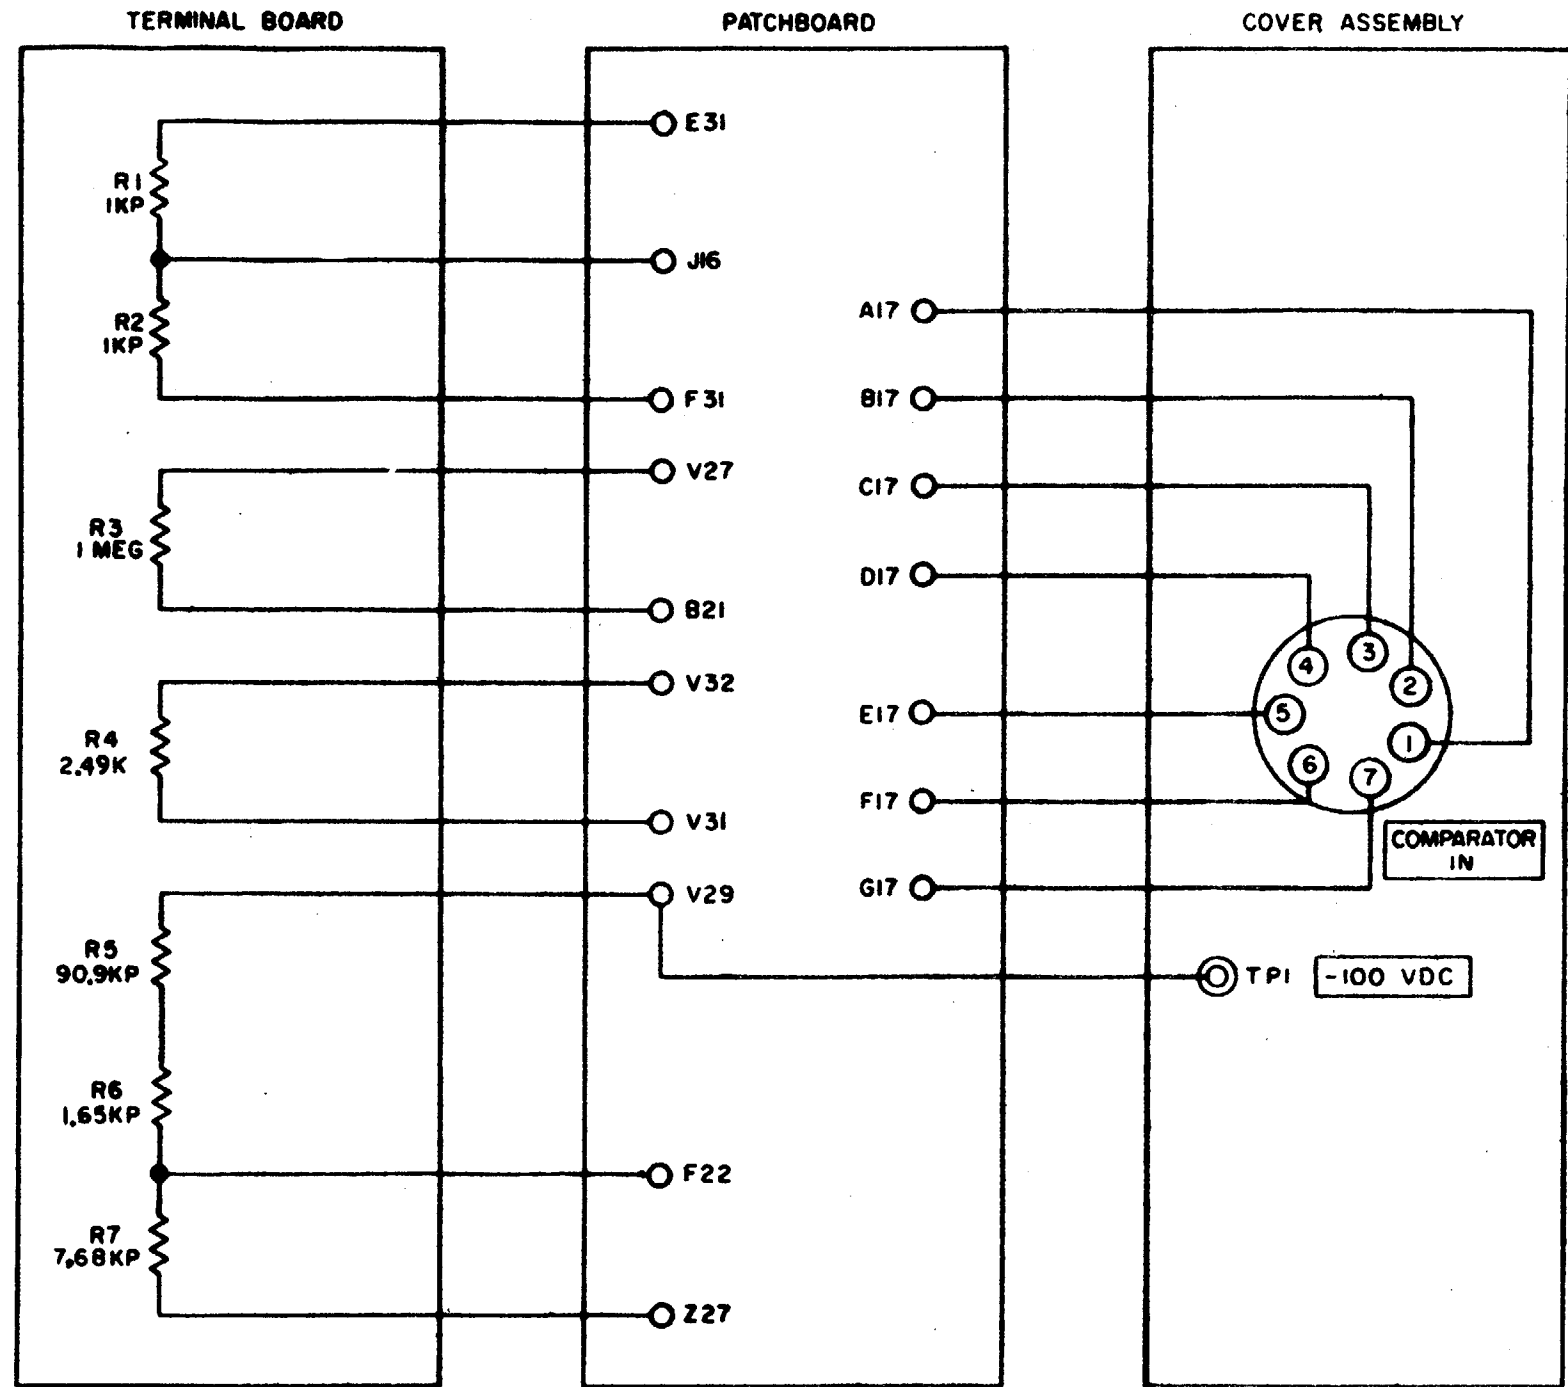 TERMINAL BOARD
PATCHBOARD
COVER ASSEMBLY
E31
R1
1KP
J16
R2
1KP
F31
V27
R3
1 MEG
B21
V32
R4
2.49K
V31
V29
R5
90.9KP
R6
1.65KP
F22
R7
7.68KP
Z27
A17
B17
C17
D17
E17
F17
G17
4
3
2
5
1
6
7
COMPARATOR
IN
TP1
-100 VDC